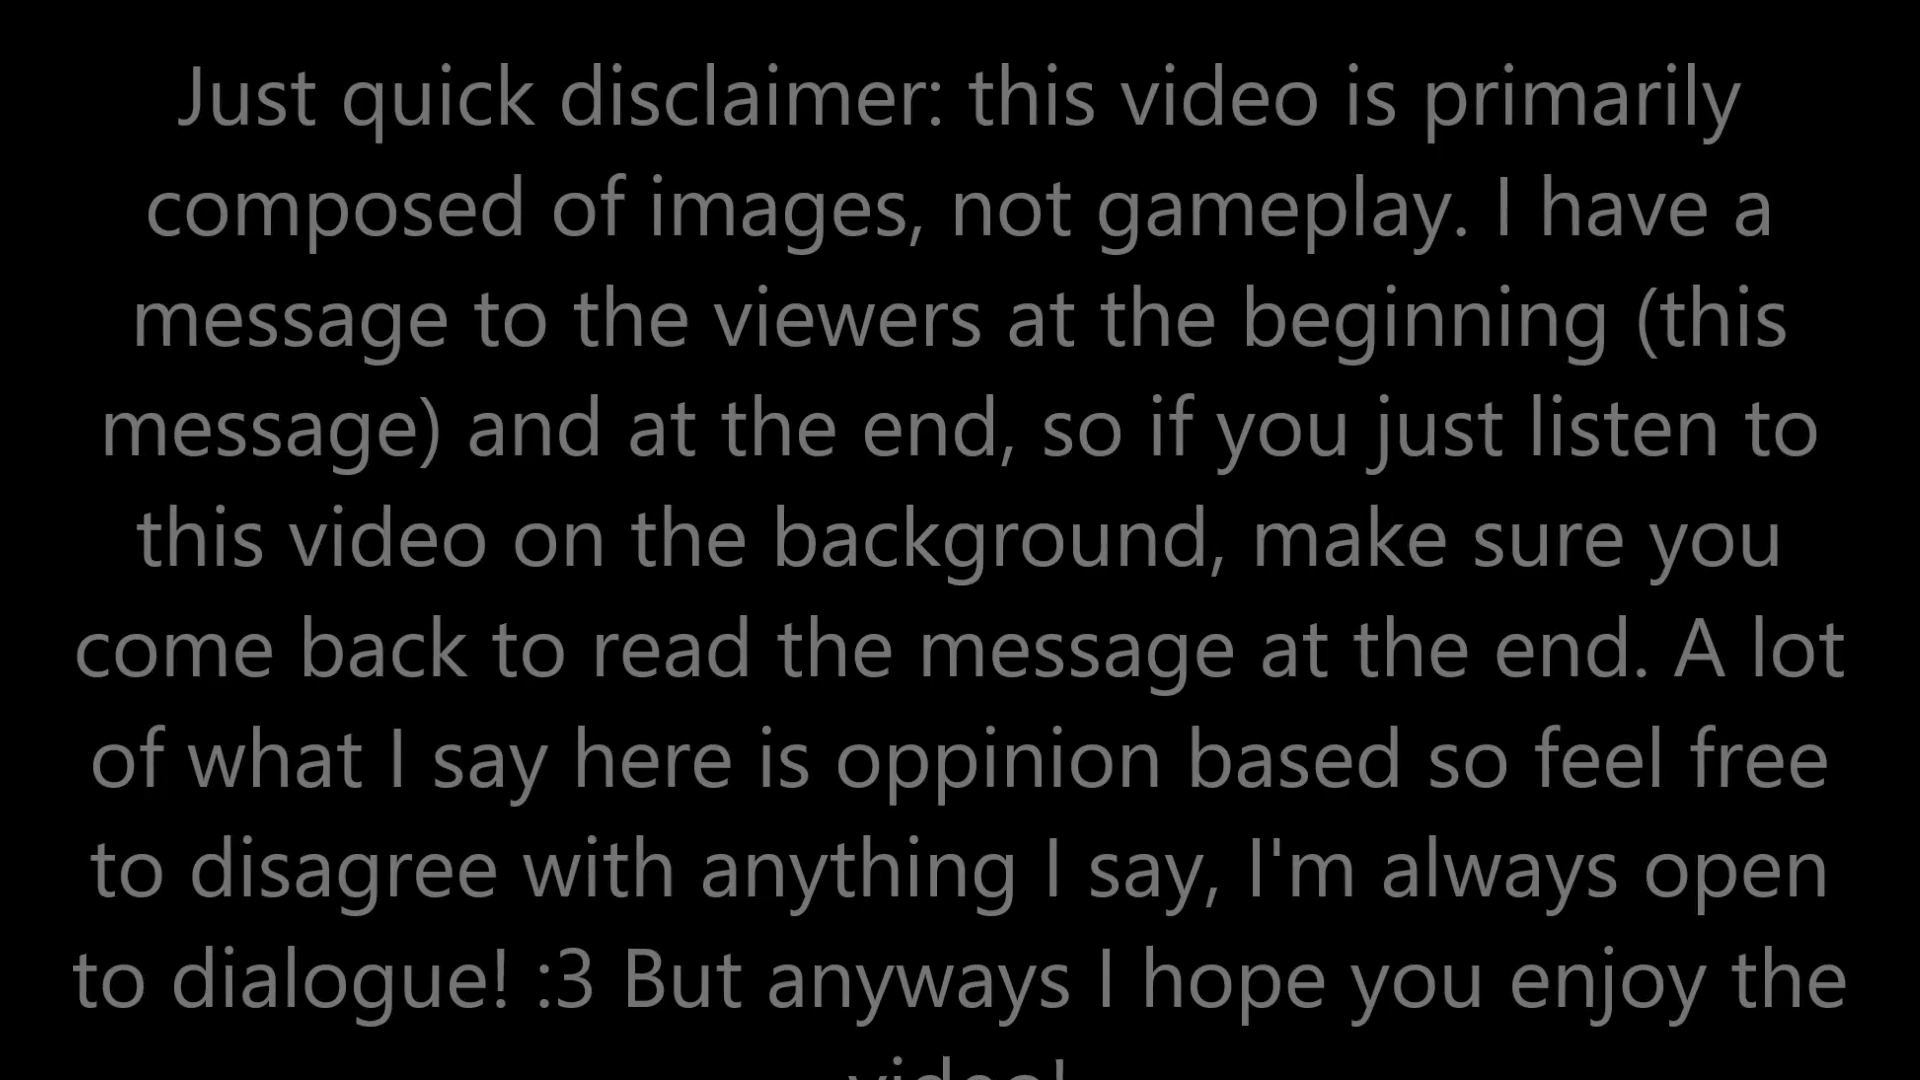 Just quick disclaimer: this video is primarily
composed of images, not gameplay. I have a
message to the viewers at the beginning (this
message) and at the end, so if you just listen to
this video on the background, make sure you
come back to read the message at the end. A lot
of what I say here is oppinion based so feel free
to disagree with anything I say, I'm always open
to dialogue! :3 But anyways I hope you enjoy the
video!